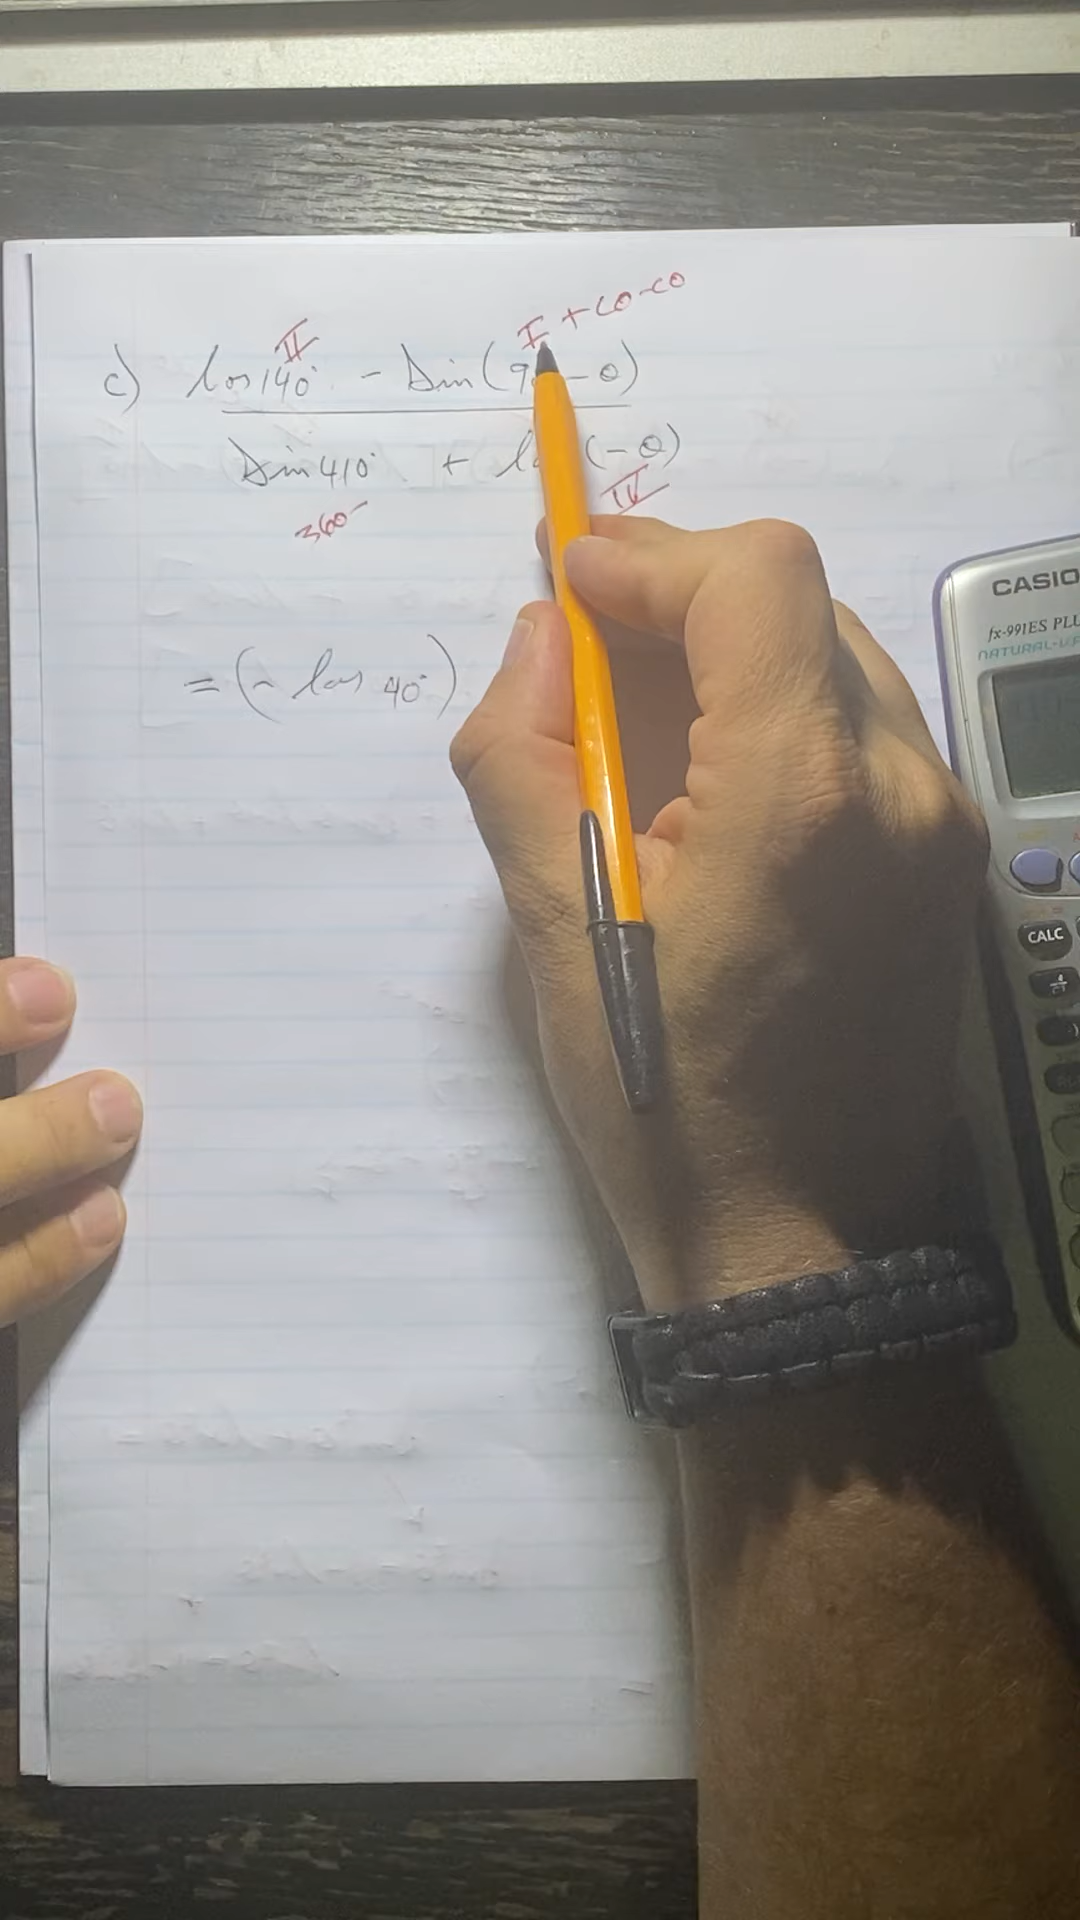 II
I + co-co
c) Cos 140° - Sin(9 - θ)
Sin 410° + (-θ)
360- IV
= (- Cos 40°)
CASIO
fx-991ES PLU
NATURAL-V.P
CALC